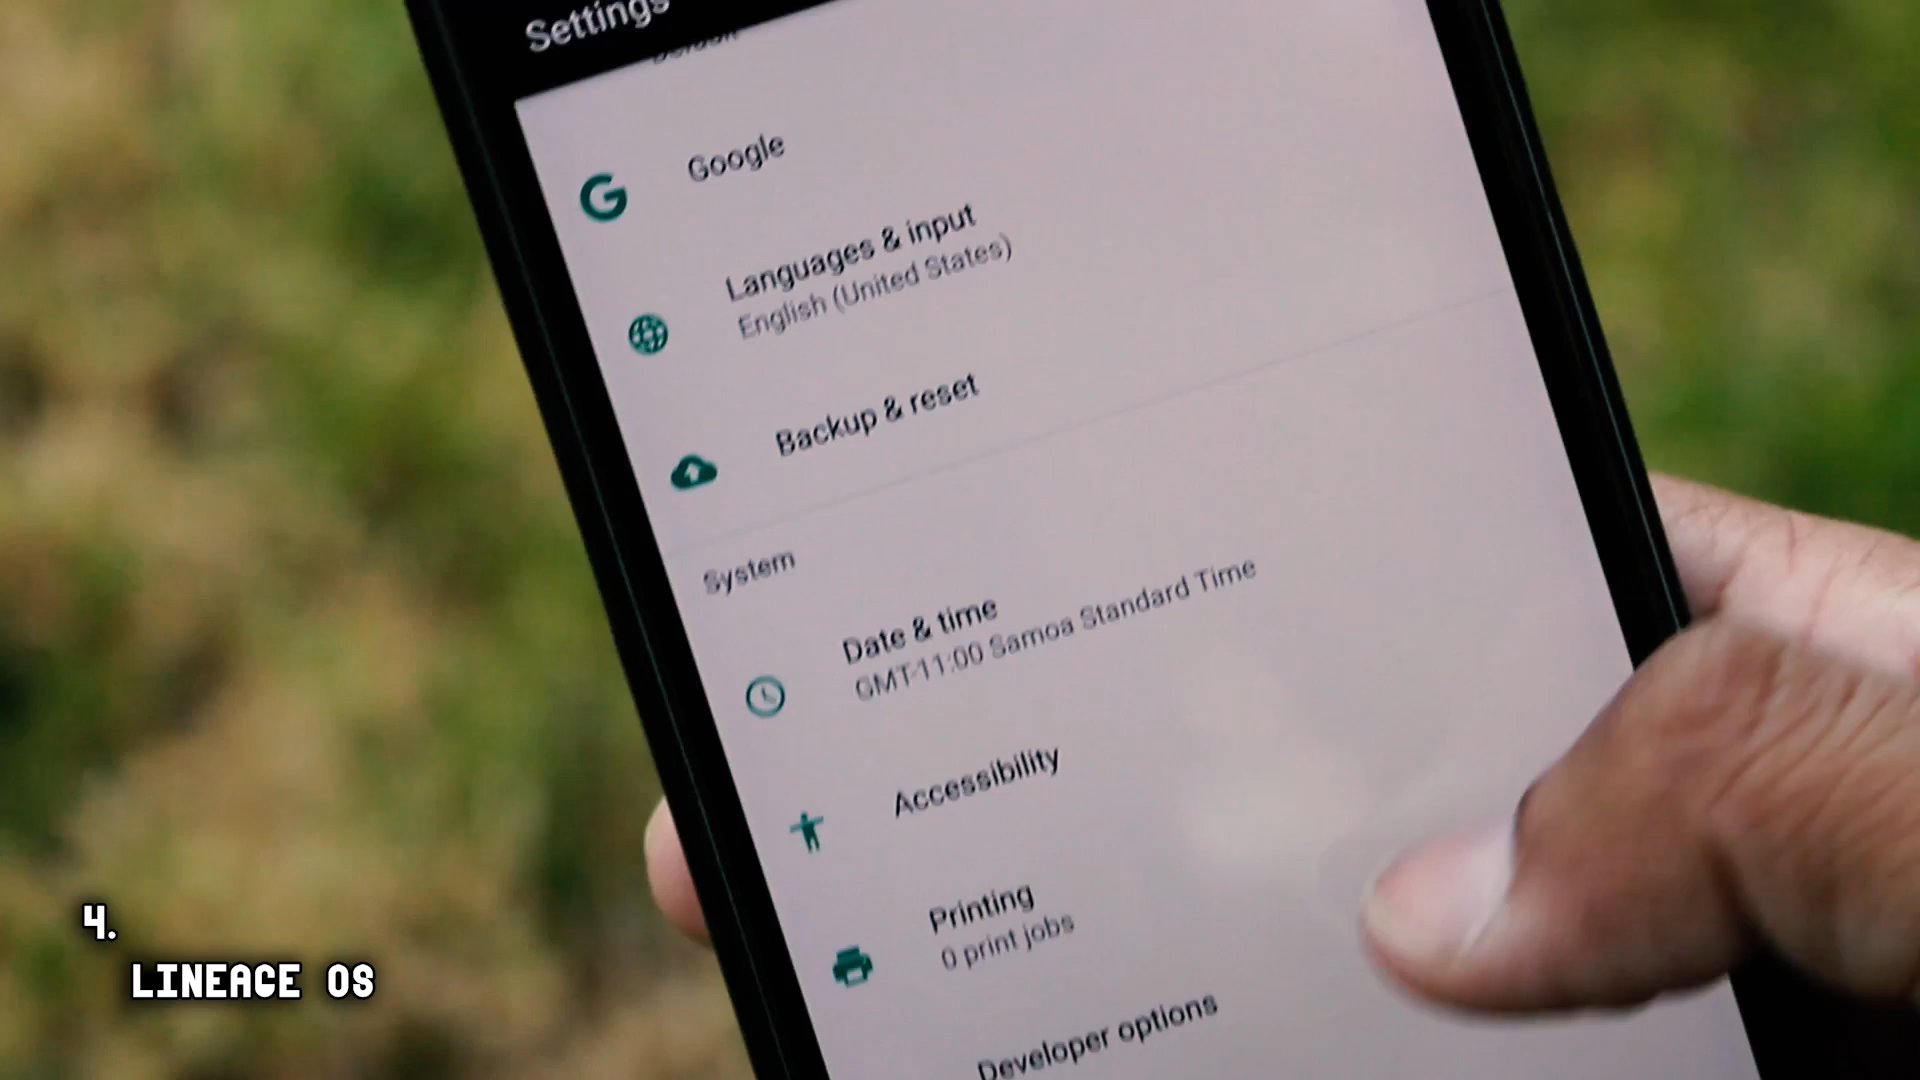 Settings
Google
Languages & input
English (United States)
Backup & reset
System
Date & time
GMT-11:00 Samoa Standard Time
Accessibility
Printing
0 print jobs
Developer options
4.
LINEAGE OS